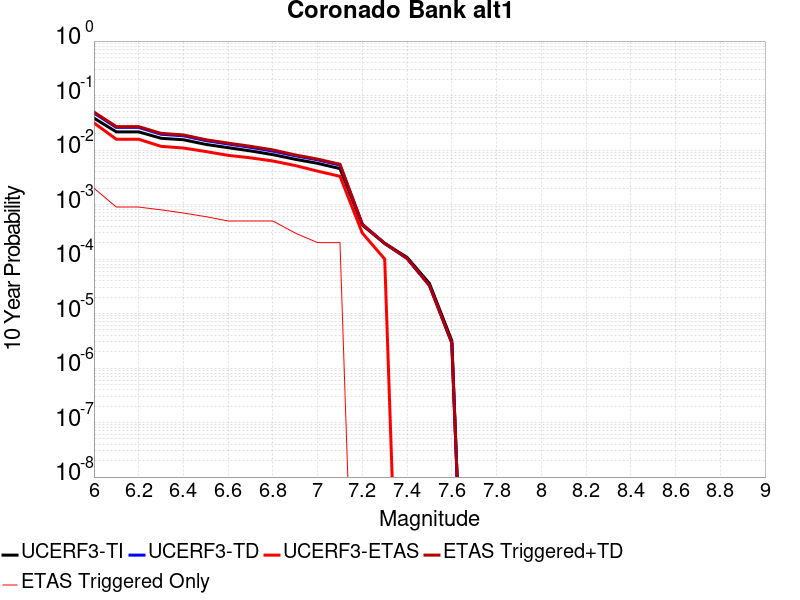 Coronado Bank alt1
10 Year Probability
10^0
10^-1
10^-2
10^-3
10^-4
10^-5
10^-6
10^-7
10^-8
6 6.2 6.4 6.6 6.8 7 7.2 7.4 7.6 7.8 8 8.2 8.4 8.6 8.8 9
Magnitude
UCERF3-TI UCERF3-TD UCERF3-ETAS ETAS Triggered+TD
ETAS Triggered Only